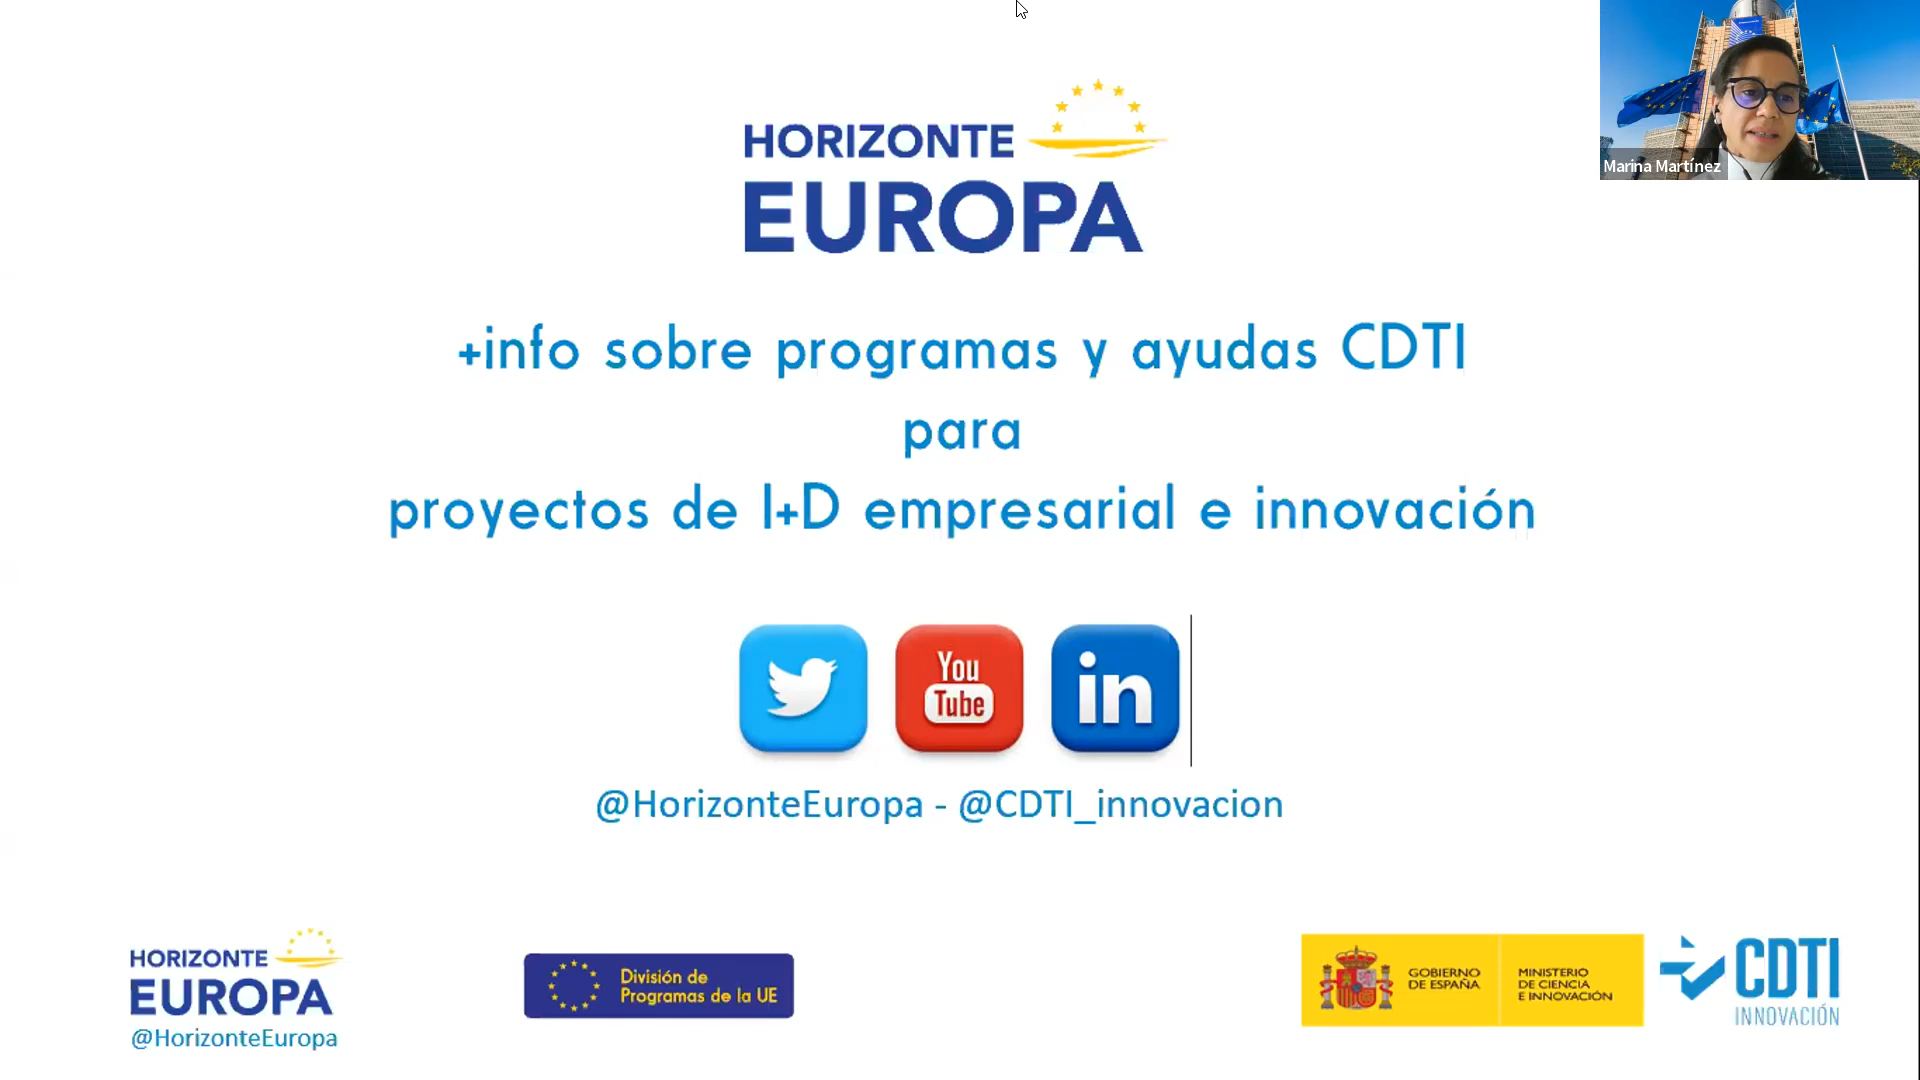 HORIZONTE
EUROPA
Marina Martínez
+info sobre programas y ayudas CDTI
para
proyectos de I+D empresarial e innovación
You
Tube
in
@HorizonteEuropa - @CDTI_innovacion
HORIZONTE
EUROPA
@HorizonteEuropa
División de
Programas de la UE
GOBIERNO
DE ESPAÑA
MINISTERIO
DE CIENCIA
E INNOVACIÓN
CDTI
INNOVACIÓN